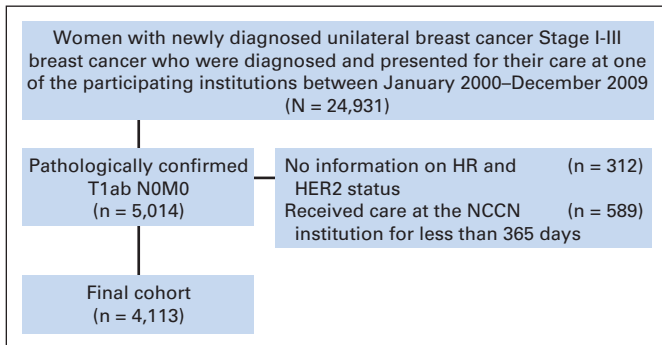 Women with newly diagnosed unilateral breast cancer Stage I-III
breast cancer who were diagnosed and presented for their care at one
of the participating institutions between January 2000–December 2009
(N = 24,931)
Pathologically confirmed
T1ab N0M0
(n = 5,014)
No information on HR and (n = 312)
HER2 status
Received care at the NCCN (n = 589)
institution for less than 365 days
Final cohort
(n = 4,113)